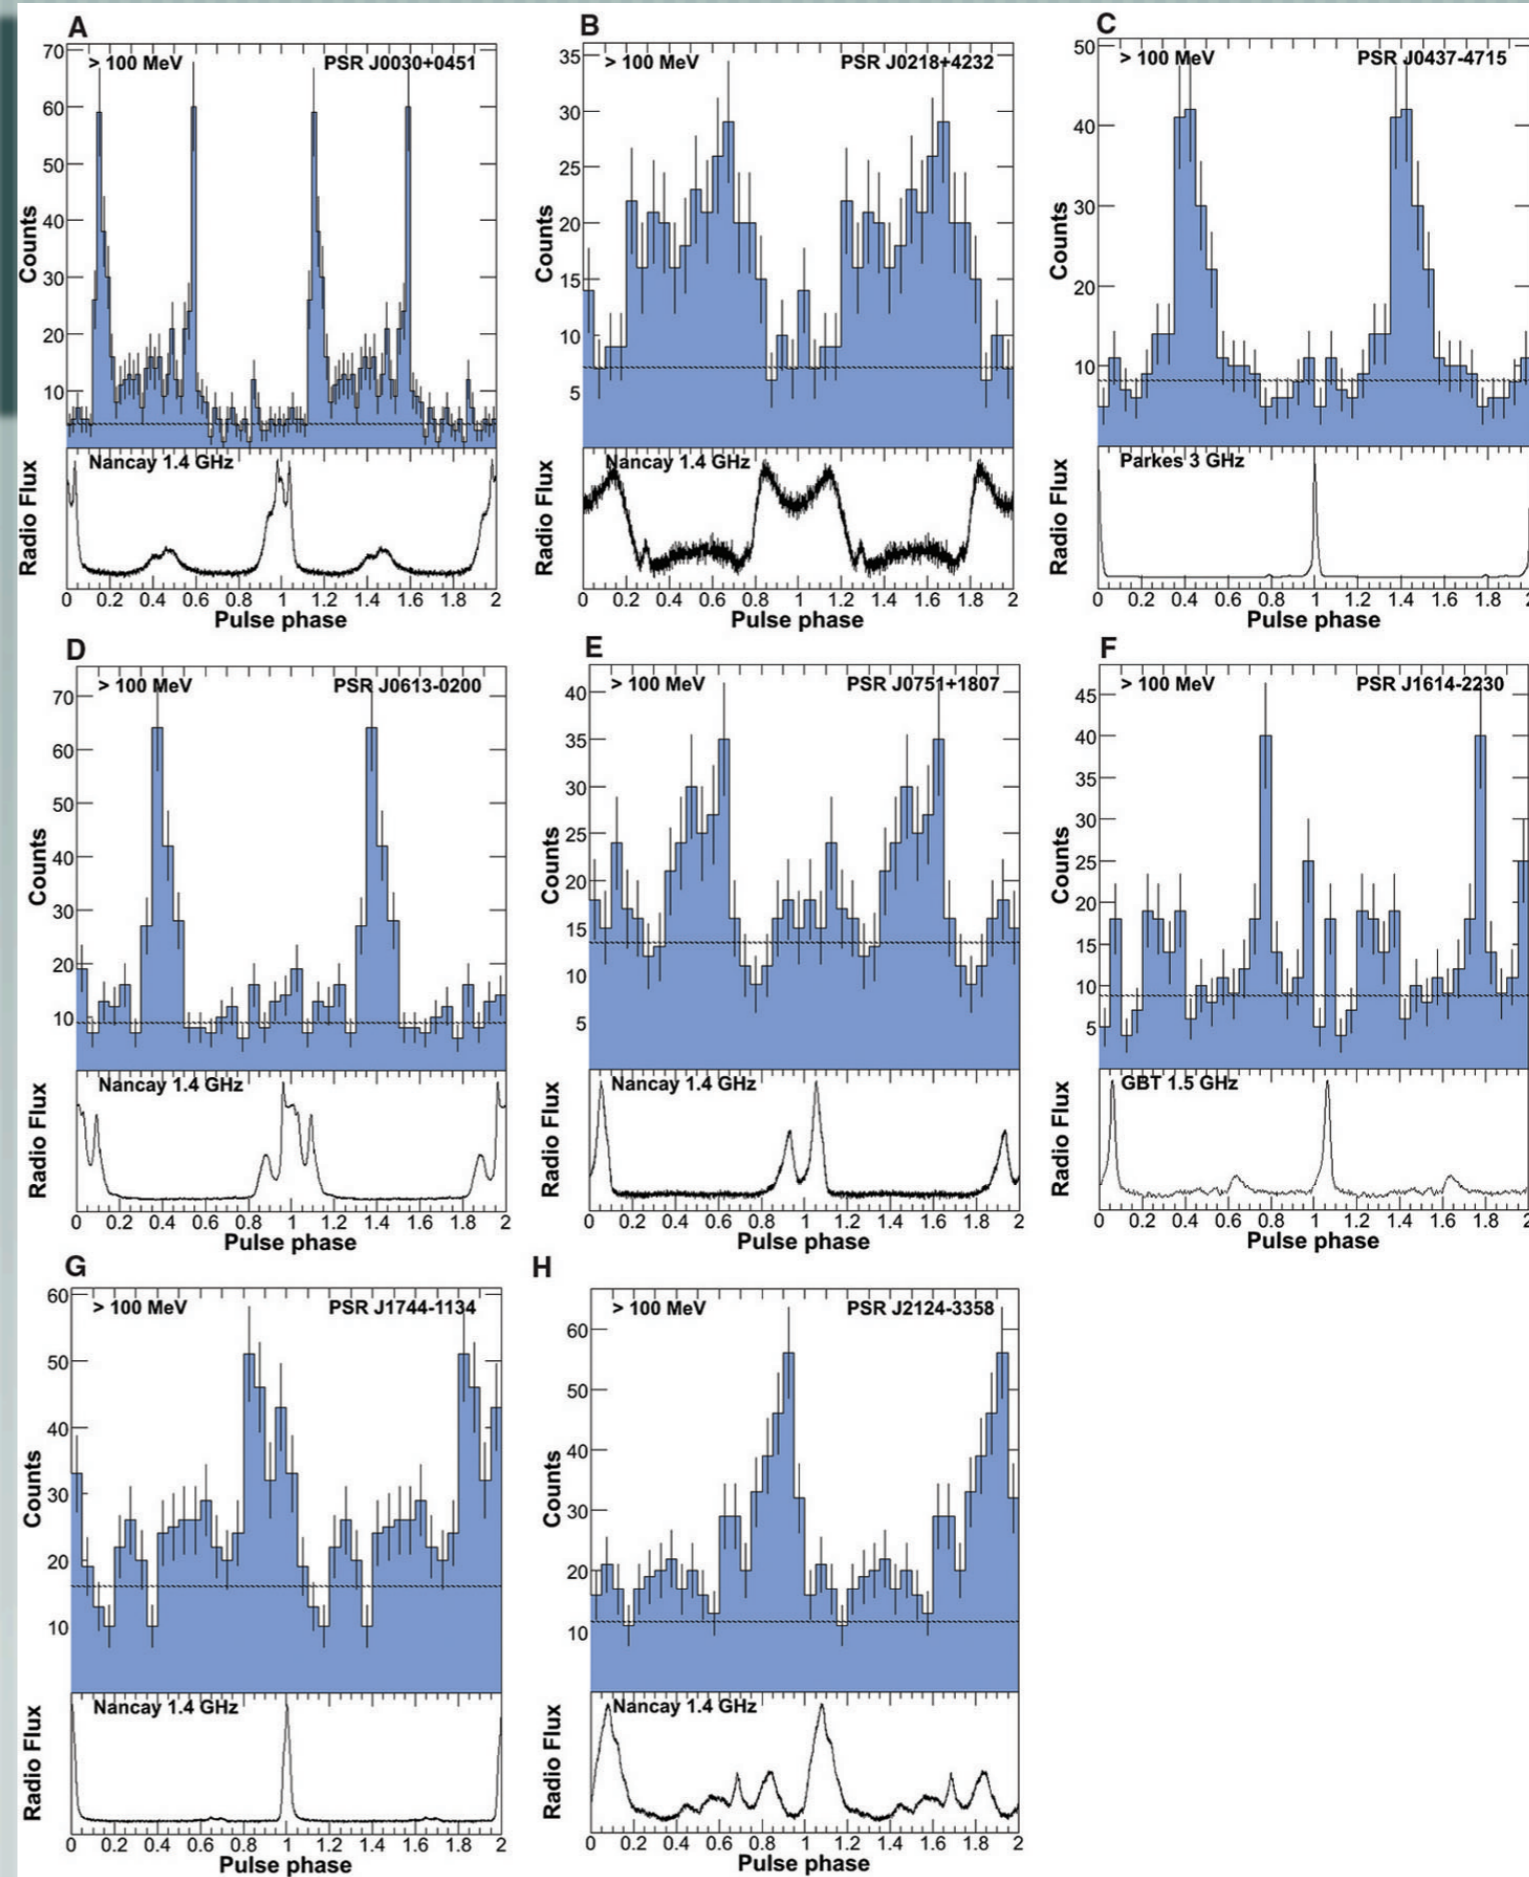 A
> 100 MeV PSR J0030+0451
70
60
50
40
30
20
10
Counts
Nancay 1.4 GHz
Radio Flux
0 0.2 0.4 0.6 0.8 1 1.2 1.4 1.6 1.8 2
Pulse phase
B
> 100 MeV PSR J0218+4232
35
30
25
20
15
10
5
Counts
Nancay 1.4 GHz
Radio Flux
0 0.2 0.4 0.6 0.8 1 1.2 1.4 1.6 1.8 2
Pulse phase
C
> 100 MeV PSR J0437-4715
50
40
30
20
10
Counts
Parkes 3 GHz
Radio Flux
0 0.2 0.4 0.6 0.8 1 1.2 1.4 1.6 1.8 2
Pulse phase
D
> 100 MeV PSR J0613-0200
70
60
50
40
30
20
10
Counts
Nancay 1.4 GHz
Radio Flux
0 0.2 0.4 0.6 0.8 1 1.2 1.4 1.6 1.8 2
Pulse phase
E
> 100 MeV PSR J0751+1807
40
35
30
25
20
15
10
5
Counts
Nancay 1.4 GHz
Radio Flux
0 0.2 0.4 0.6 0.8 1 1.2 1.4 1.6 1.8 2
Pulse phase
F
> 100 MeV PSR J1614-2230
45
40
35
30
25
20
15
10
5
Counts
GBT 1.5 GHz
Radio Flux
0 0.2 0.4 0.6 0.8 1 1.2 1.4 1.6 1.8 2
Pulse phase
G
> 100 MeV PSR J1744-1134
60
50
40
30
20
10
Counts
Nancay 1.4 GHz
Radio Flux
0 0.2 0.4 0.6 0.8 1 1.2 1.4 1.6 1.8 2
Pulse phase
H
> 100 MeV PSR J2124-3358
60
50
40
30
20
10
Counts
Nancay 1.4 GHz
Radio Flux
0 0.2 0.4 0.6 0.8 1 1.2 1.4 1.6 1.8 2
Pulse phase